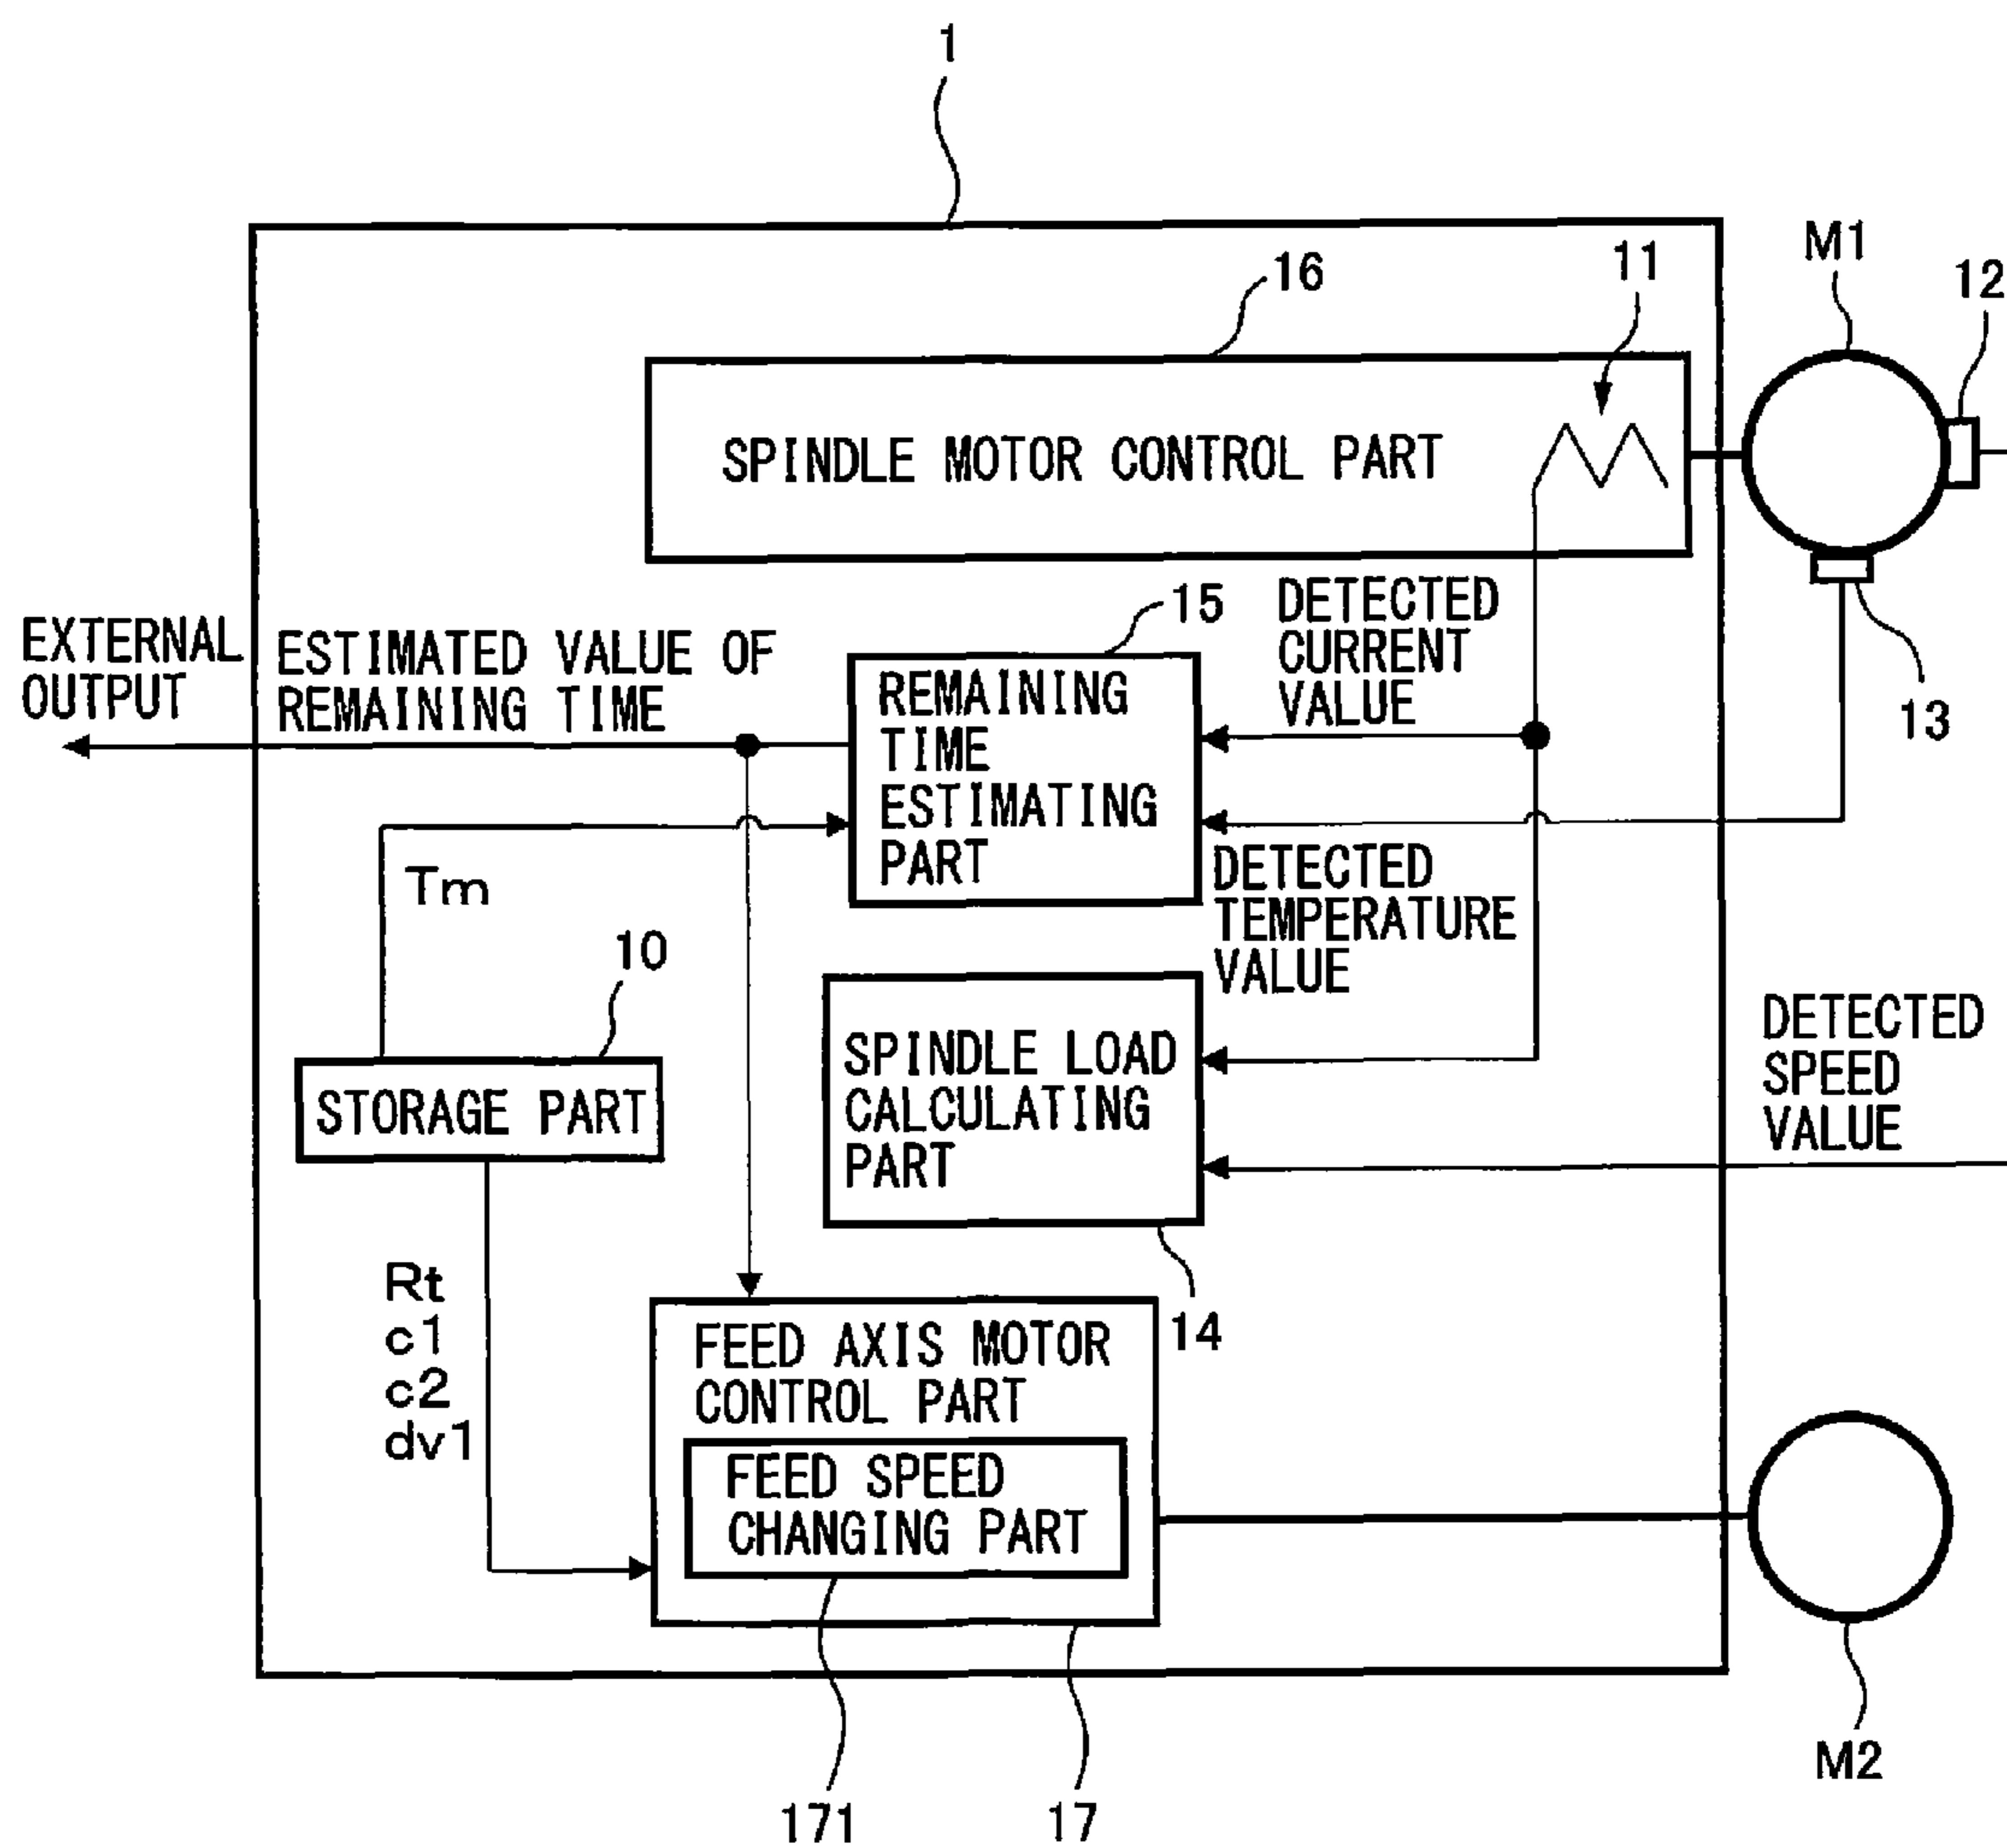 1
M1
12
16
11
SPINDLE MOTOR CONTROL PART
13
EXTERNAL
OUTPUT
ESTIMATED VALUE OF
REMAINING TIME
15
DETECTED
CURRENT
VALUE
REMAINING
TIME
ESTIMATING
PART
Tm
DETECTED
TEMPERATURE
VALUE
10
STORAGE PART
SPINDLE LOAD
CALCULATING
PART
DETECTED
SPEED
VALUE
14
Rt
c1
c2
dv1
FEED AXIS MOTOR
CONTROL PART
FEED SPEED
CHANGING PART
M2
171
17